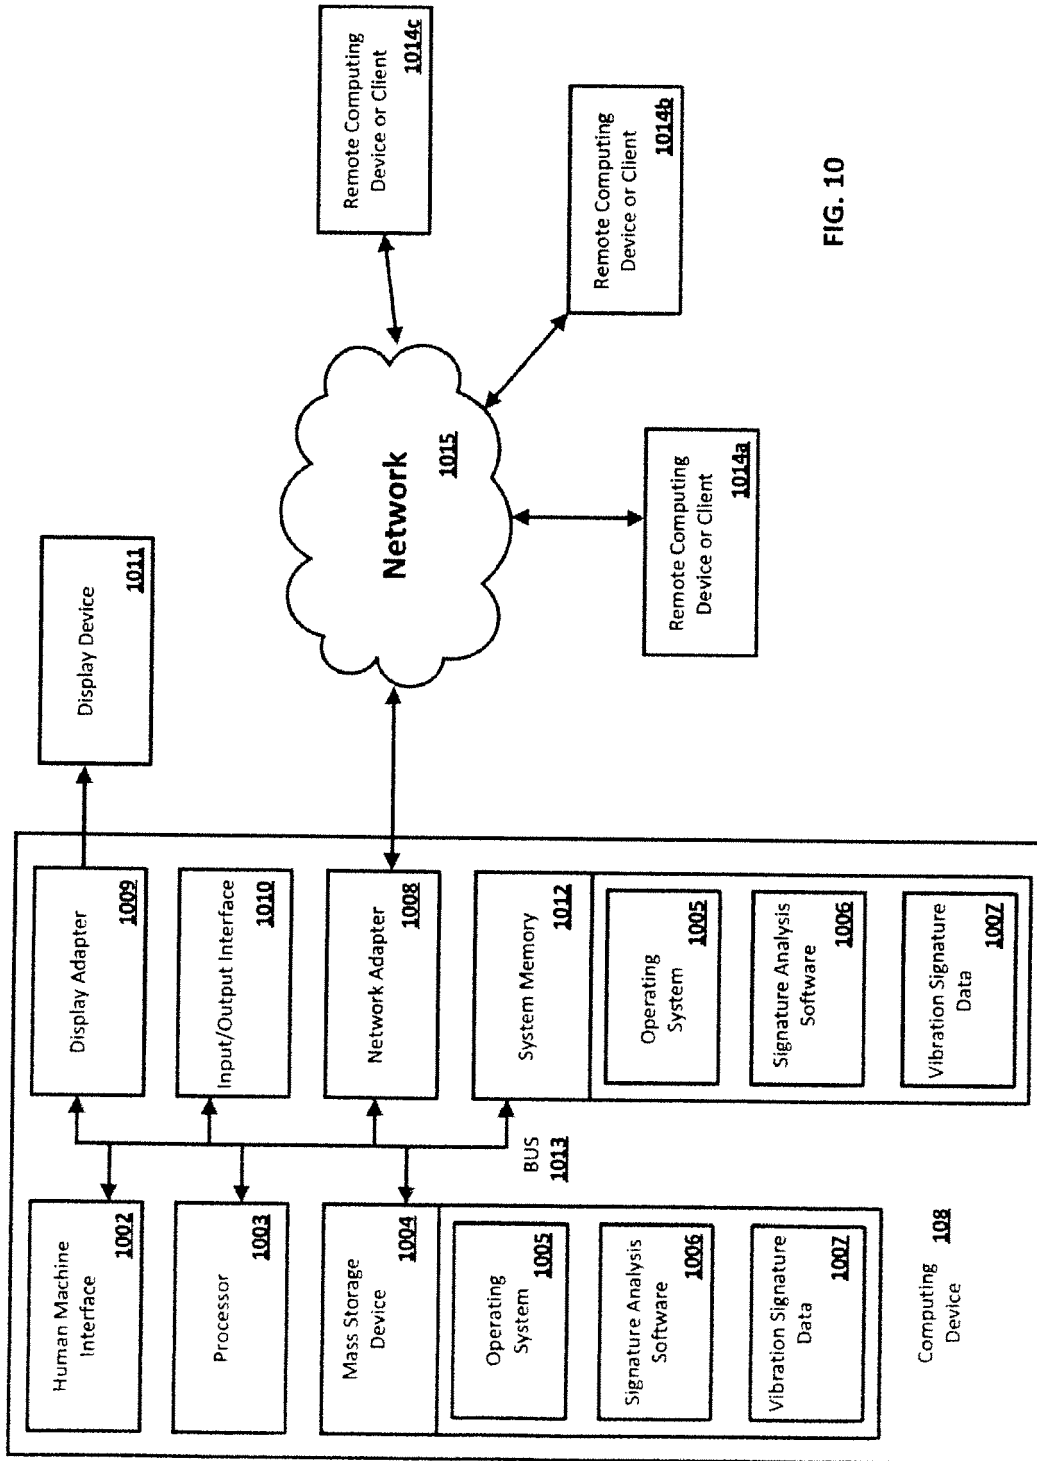 Human Machine
Interface
1002
Processor
1003
Mass Storage
Device
1004
Operating
System
1005
Signature Analysis
Software
1006
Vibration Signature
Data
1007
Computing
Device
108
BUS
1013
Display Adapter
1009
Input/Output Interface
1010
Network Adapter
1008
System Memory
1012
Operating
System
1005
Signature Analysis
Software
1006
Vibration Signature
Data
1007
Display Device
1011
Network
1015
Remote Computing
Device or Client
1014a
Remote Computing
Device or Client
1014b
Remote Computing
Device or Client
1014c
FIG. 10